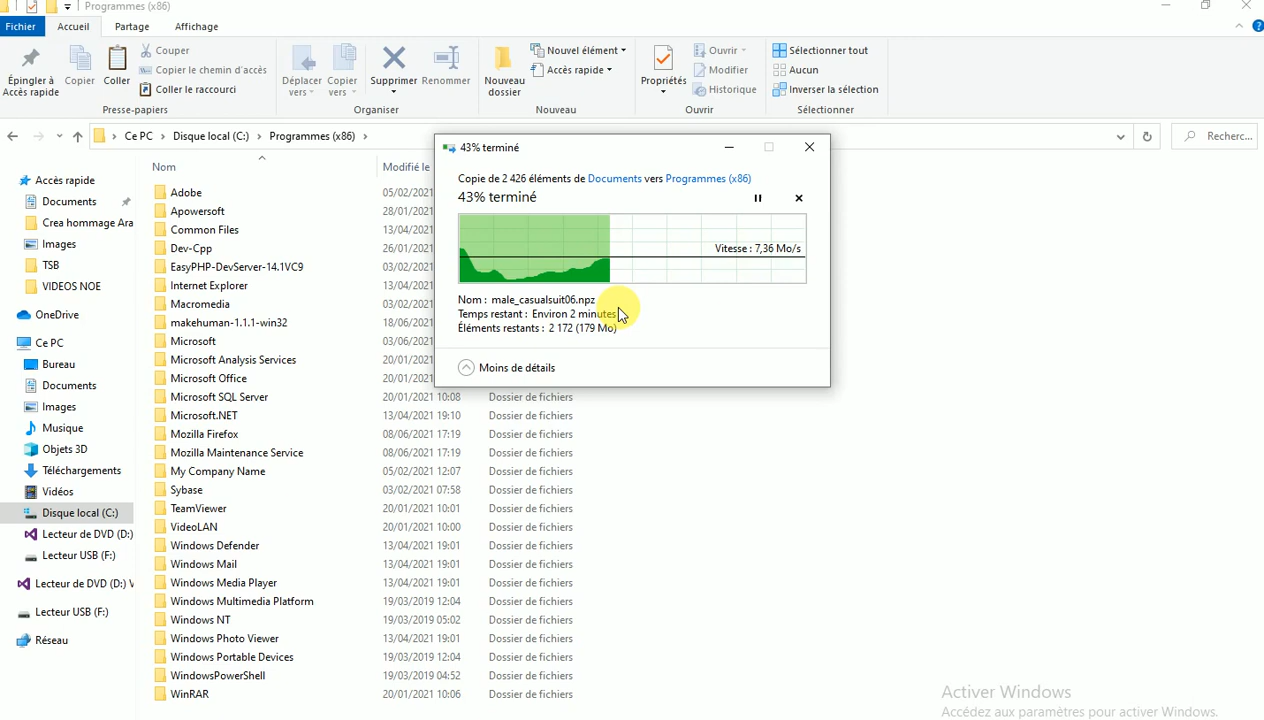 Programmes (x86)
Fichier Accueil Partage Affichage
Épingler à Accès rapide
Copier
Coller
Couper
Copier le chemin d'accès
Coller le raccourci
Presse-papiers
Déplacer vers
Copier vers
Supprimer
Renommer
Organiser
Nouveau dossier
Nouvel élément
Accès rapide
Nouveau
Propriétés
Ouvrir
Modifier
Historique
Ouvrir
Sélectionner tout
Aucun
Inverser la sélection
Sélectionner
Ce PC > Disque local (C:) > Programmes (x86) >
Recherc...
Accès rapide
Documents
Crea hommage Ara
Images
TSB
VIDEOS NOE
OneDrive
Ce PC
Bureau
Documents
Images
Musique
Objets 3D
Téléchargements
Vidéos
Disque local (C:)
Lecteur de DVD (D:)
Lecteur USB (F:)
Lecteur de DVD (D:) V
Lecteur USB (F:)
Réseau
Nom Modifié le
Adobe 05/02/2021
Apowersoft 28/01/2021
Common Files 13/04/2021
Dev-Cpp 26/01/2021
EasyPHP-DevServer-14.1VC9 03/02/2021
Internet Explorer 13/04/2021
Macromedia 03/02/2021
makehuman-1.1.1-win32 18/06/2021
Microsoft 03/06/2021
Microsoft Analysis Services 20/01/2021
Microsoft Office 20/01/2021
Microsoft SQL Server 20/01/2021 10:08 Dossier de fichiers
Microsoft.NET 13/04/2021 19:10 Dossier de fichiers
Mozilla Firefox 08/06/2021 17:19 Dossier de fichiers
Mozilla Maintenance Service 08/06/2021 17:19 Dossier de fichiers
My Company Name 05/02/2021 12:07 Dossier de fichiers
Sybase 03/02/2021 07:58 Dossier de fichiers
TeamViewer 20/01/2021 10:01 Dossier de fichiers
VideoLAN 20/01/2021 10:00 Dossier de fichiers
Windows Defender 13/04/2021 19:01 Dossier de fichiers
Windows Mail 13/04/2021 19:01 Dossier de fichiers
Windows Media Player 13/04/2021 19:01 Dossier de fichiers
Windows Multimedia Platform 19/03/2019 12:04 Dossier de fichiers
Windows NT 19/03/2019 05:02 Dossier de fichiers
Windows Photo Viewer 13/04/2021 19:01 Dossier de fichiers
Windows Portable Devices 19/03/2019 12:04 Dossier de fichiers
WindowsPowerShell 19/03/2019 04:52 Dossier de fichiers
WinRAR 20/01/2021 10:06 Dossier de fichiers
43% terminé
Copie de 2 426 éléments de Documents vers Programmes (x86)
43% terminé
Vitesse : 7,36 Mo/s
Nom : male_casualsuit06.npz
Temps restant : Environ 2 minutes
Éléments restants : 2 172 (179 Mo)
Moins de détails
Activer Windows
Accédez aux paramètres pour activer Windows.